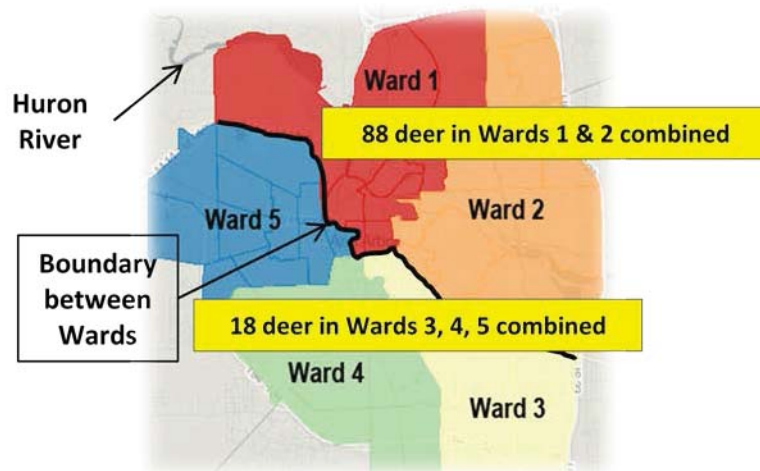 Huron
River
Ward 1
88 deer in Wards 1 & 2 combined
Ward 5
Ward 2
Boundary
between
Wards
18 deer in Wards 3, 4, 5 combined
Ward 4
Ward 3